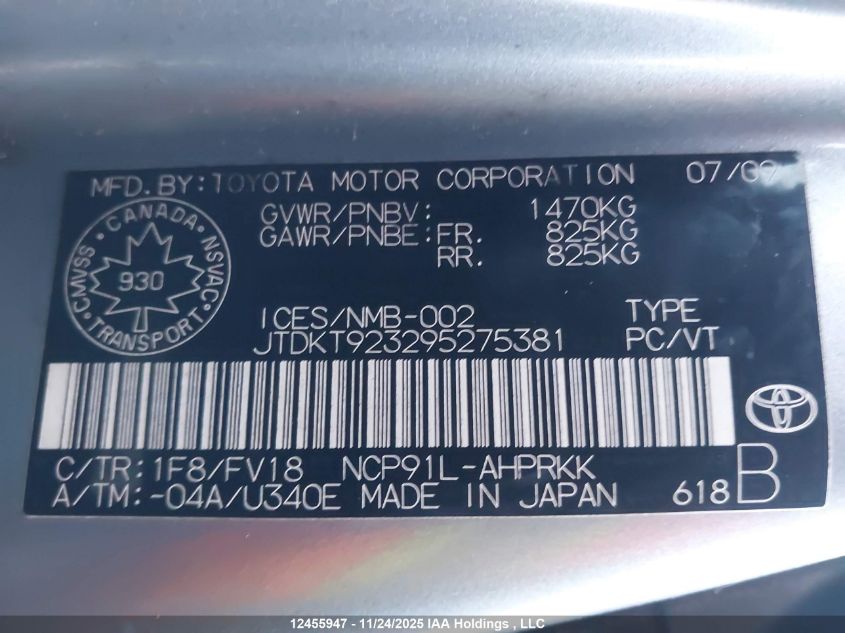 MFD. BY: TOYOTA MOTOR CORPORATION 07/09
GVWR/PNBV: 1470KG
GAWR/PNBE: FR. 825KG
RR. 825KG
CANADA
CMVSS 930 NSVAC
TRANSPORT
ICES/NMB-002 TYPE
JTDKT923295275381 PC/VT
C/TR: 1F8/FV18 NCP91L-AHPRKK
A/TM: -04A/U340E MADE IN JAPAN 618 B
12455947 - 11/24/2025 IAA Holdings , LLC